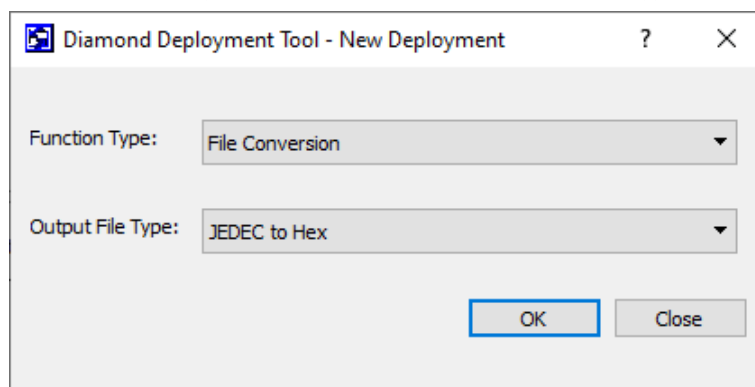 Diamond Deployment Tool - New Deployment ? ×
Function Type: File Conversion
Output File Type: JEDEC to Hex
OK Close